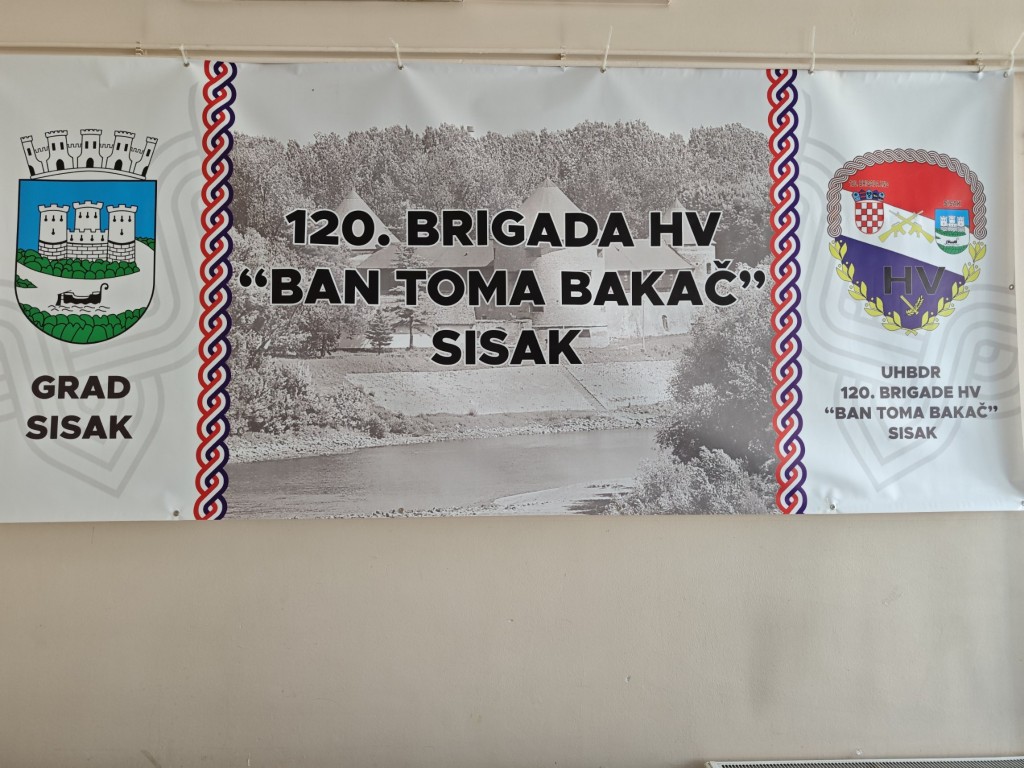 GRAD
SISAK
120. BRIGADA HV
“BAN TOMA BAKAČ”
SISAK
HV
UHBDR
120. BRIGADE HV
“BAN TOMA BAKAČ”
SISAK